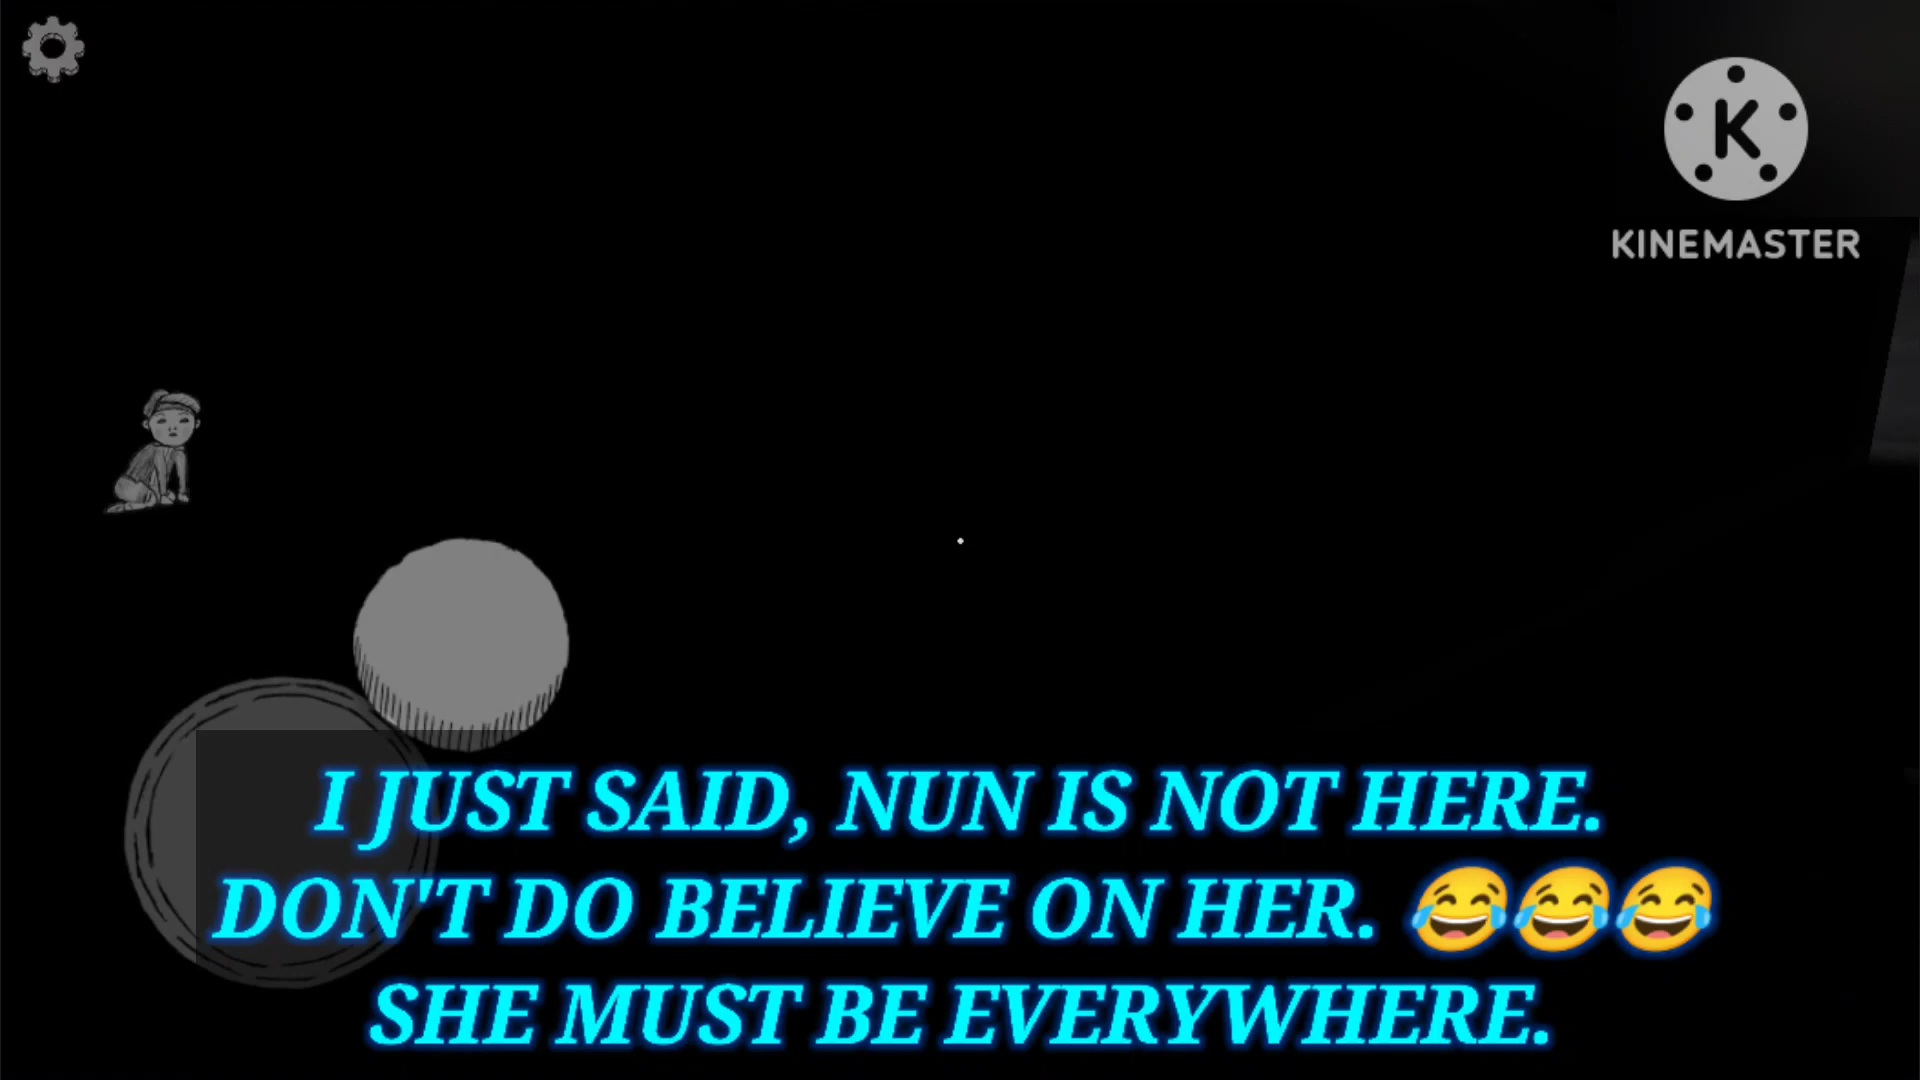 K
KINEMASTER
I JUST SAID, NUN IS NOT HERE.
DON'T DO BELIEVE ON HER. 😂😂😂
SHE MUST BE EVERYWHERE.